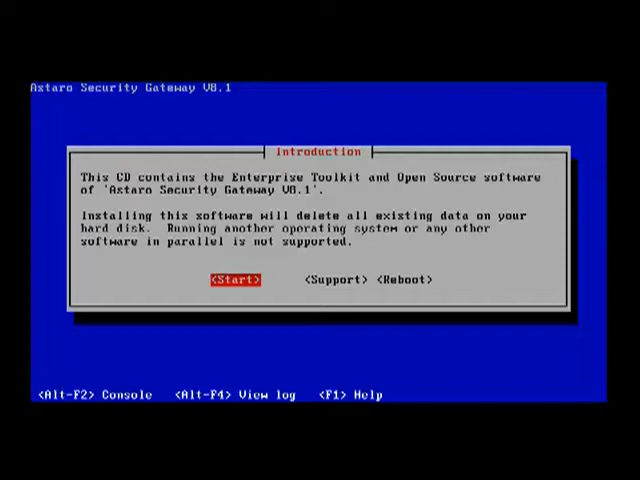 Astaro Security Gateway V8.1
Introduction
This CD contains the Enterprise Toolkit and Open Source software
of 'Astaro Security Gateway V8.1'.
Installing this software will delete all existing data on your
hard disk.  Running another operating system or any other
software in parallel is not supported.
<Start> <Support> <Reboot>
<Alt-F2> Console <Alt-F4> View log <F1> Help